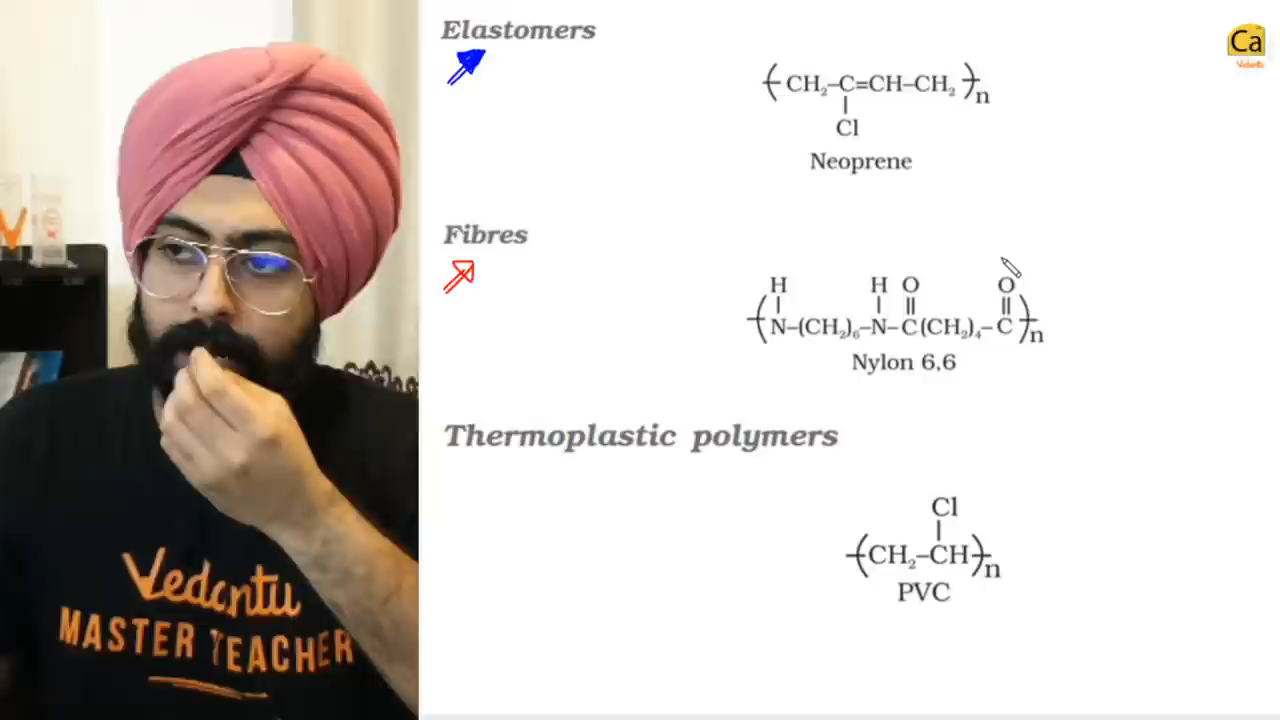 Elastomers
Ca
Vedantu
( CH₂–C=CH–CH₂ )n
Cl
Neoprene
Fibres
H H O O
(N–(CH₂)₆–N–C(CH₂)₄–C)n
Nylon 6,6
Thermoplastic polymers
Cl
(CH₂–CH)n
PVC
Vedantu
MASTER TEACHER